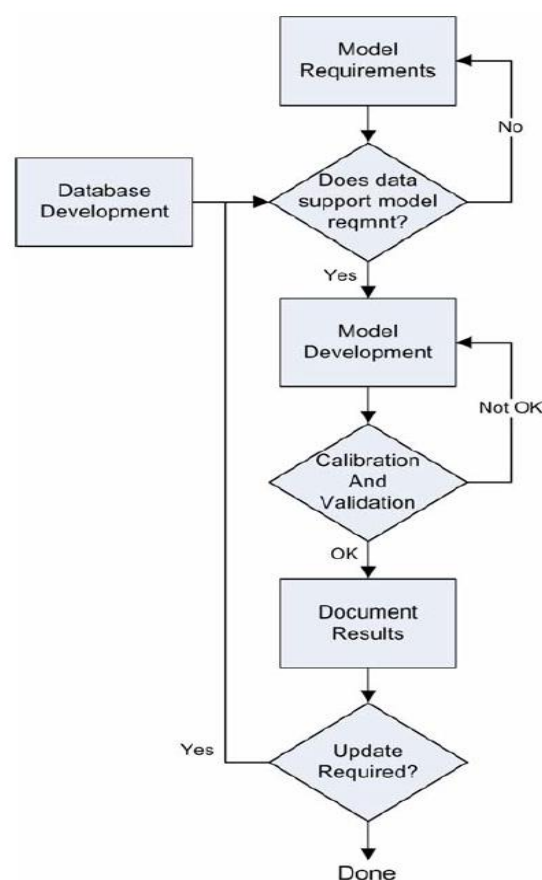 Model
Requirements
No
Database
Development
Does data
support model
reqmnt?
Yes
Model
Development
Not OK
Calibration
And
Validation
OK
Document
Results
Yes
Update
Required?
Done